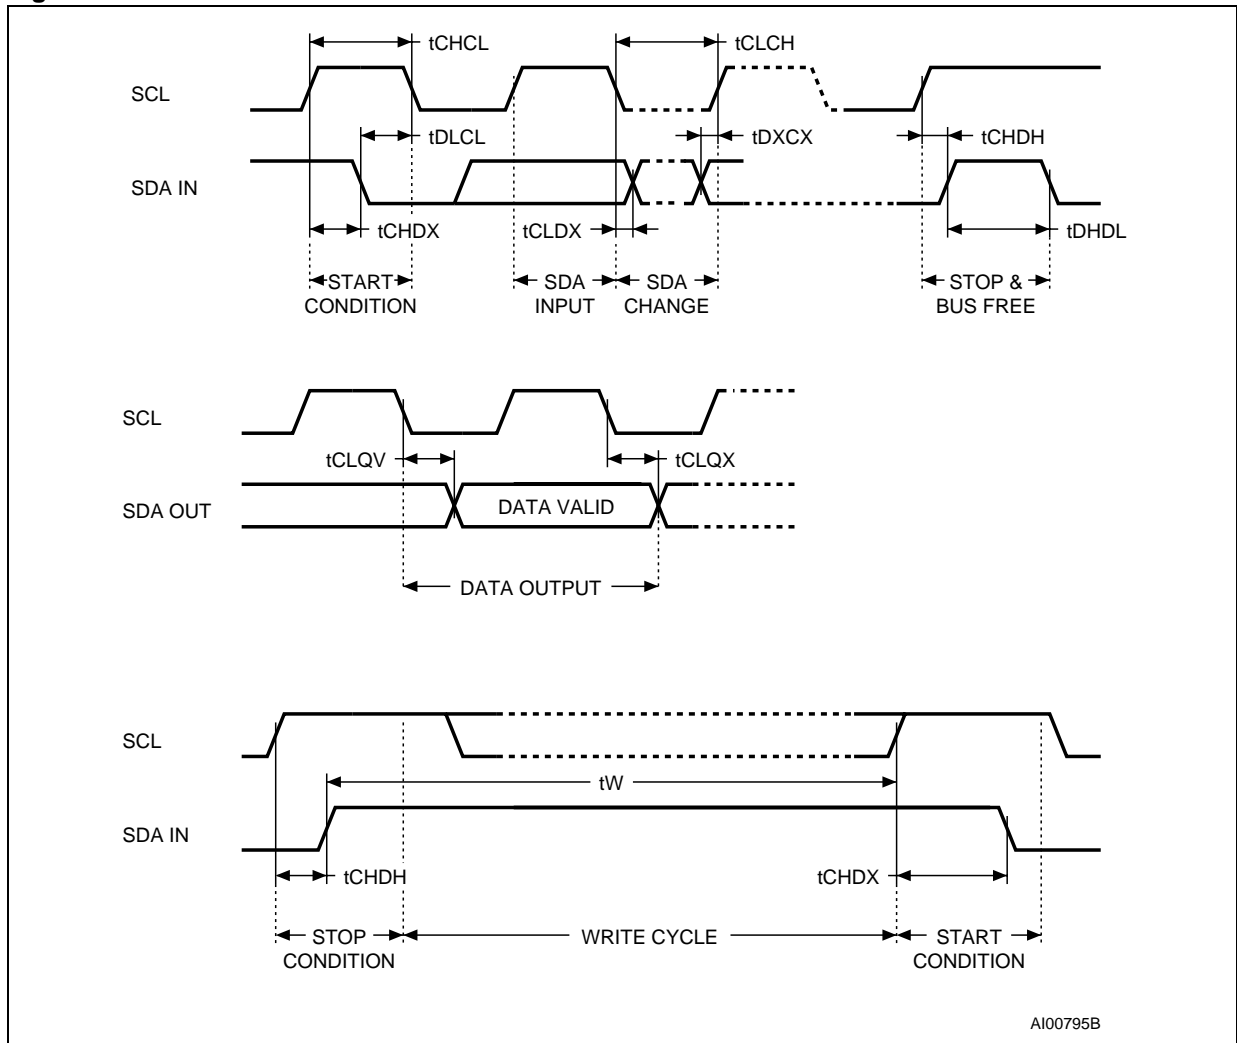 tCHCL
tCLCH
SCL
tDLCL
tDXCX
tCHDH
SDA IN
tCHDX
tCLDX
tDHDL
START
CONDITION
SDA
INPUT
SDA
CHANGE
STOP &
BUS FREE
SCL
tCLQV
tCLQX
SDA OUT
DATA VALID
DATA OUTPUT
SCL
tW
SDA IN
tCHDH
tCHDX
STOP
CONDITION
WRITE CYCLE
START
CONDITION
AI00795B